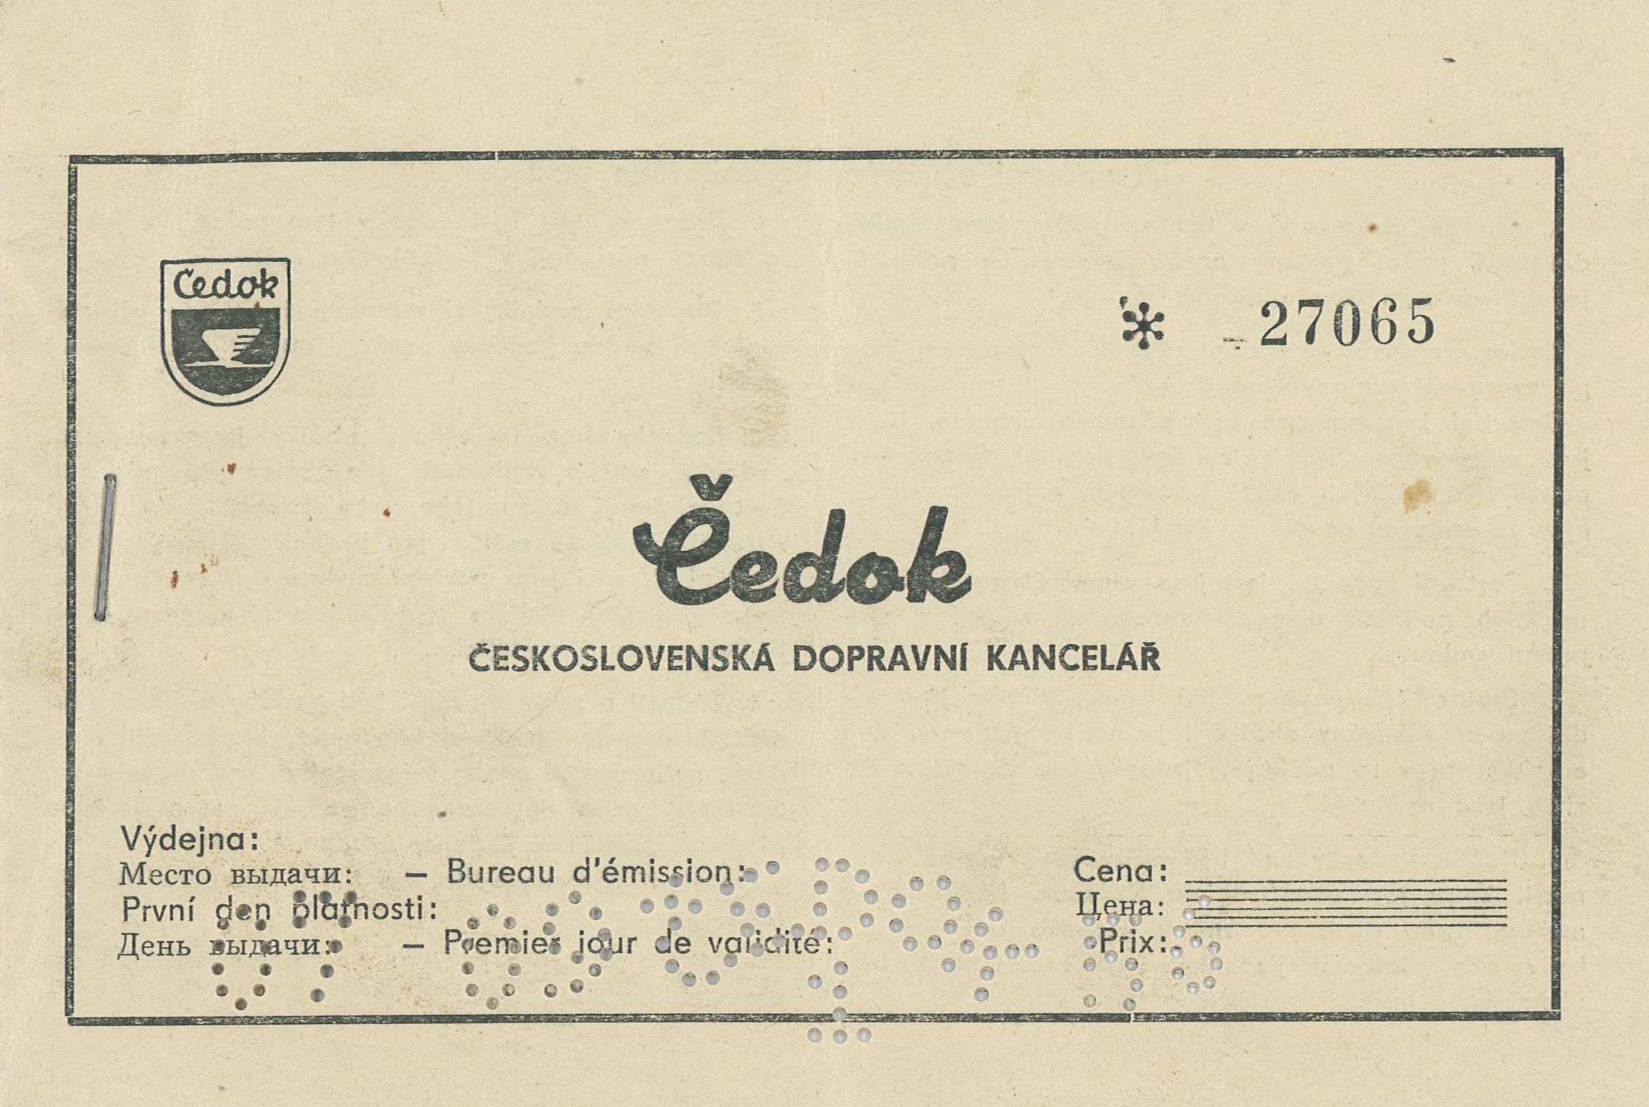 Čedok
* 27065
Čedok
ČESKOSLOVENSKÁ DOPRAVNÍ KANCELÁŘ
Výdejna:
Место выдачи: — Bureau d'émission:
První den platnosti:
День выдачи: — Premier jour de validité:
Cena:
Цена:
Prix: